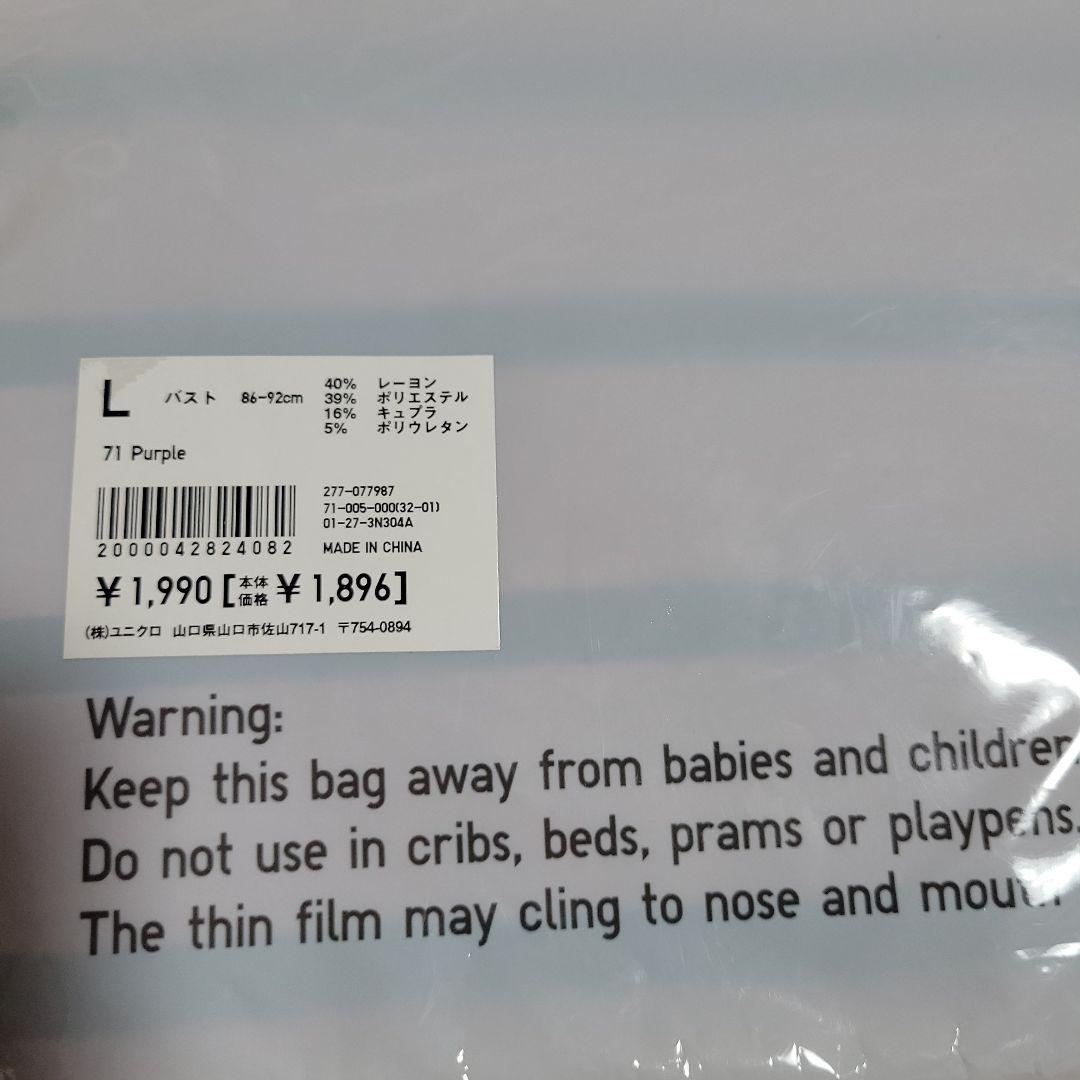 L バスト 86-92cm
40% レーヨン
39% ポリエステル
16% キュプラ
5% ポリウレタン
71 Purple
277-077987
71-005-000(32-01)
01-27-3N304A
2000042824082
MADE IN CHINA
¥1,990 [本体価格 ¥1,896]
(株)ユニクロ 山口県山口市佐山717-1 〒754-0894
Warning:
Keep this bag away from babies and children.
Do not use in cribs, beds, prams or playpens.
The thin film may cling to nose and mouth